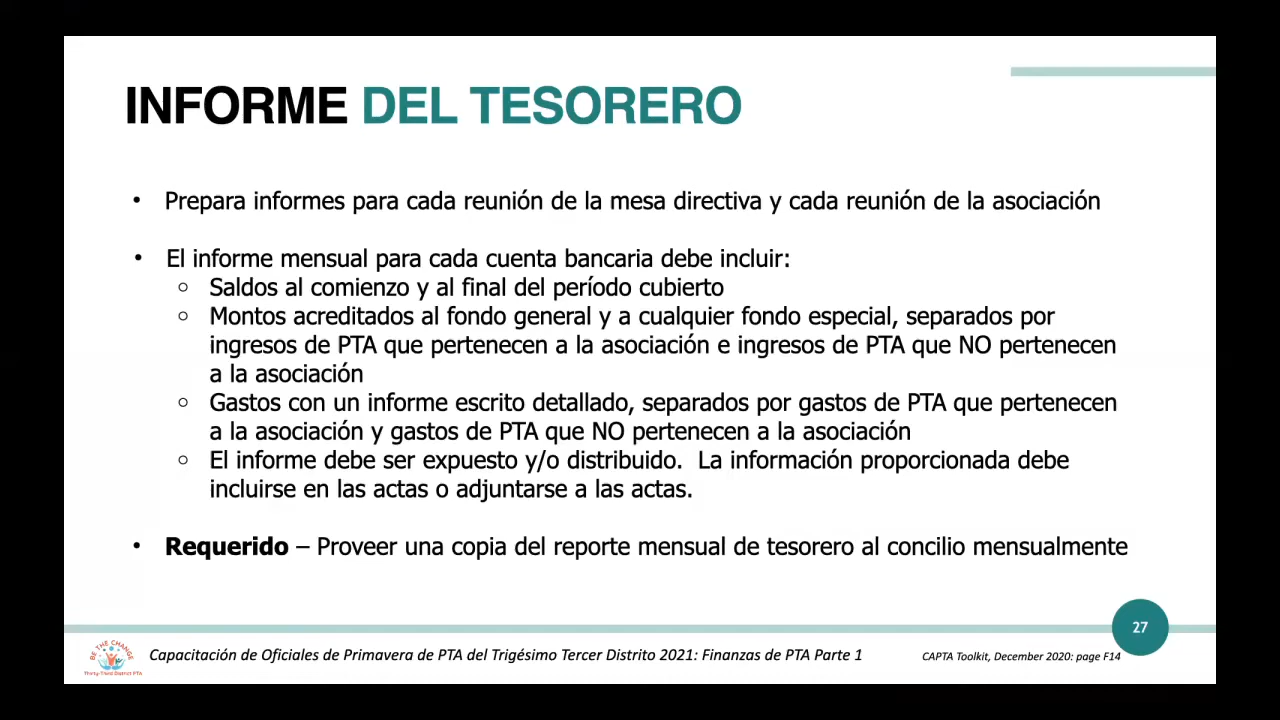 INFORME DEL TESORERO
• Prepara informes para cada reunión de la mesa directiva y cada reunión de la asociación
• El informe mensual para cada cuenta bancaria debe incluir:
○ Saldos al comienzo y al final del período cubierto
○ Montos acreditados al fondo general y a cualquier fondo especial, separados por
ingresos de PTA que pertenecen a la asociación e ingresos de PTA que NO pertenecen
a la asociación
○ Gastos con un informe escrito detallado, separados por gastos de PTA que pertenecen
a la asociación y gastos de PTA que NO pertenecen a la asociación
○ El informe debe ser expuesto y/o distribuido.  La información proporcionada debe
incluirse en las actas o adjuntarse a las actas.
• Requerido – Proveer una copia del reporte mensual de tesorero al concilio mensualmente
27
BE THE CHANGE
Thirty-Third District PTA
Capacitación de Oficiales de Primavera de PTA del Trigésimo Tercer Distrito 2021: Finanzas de PTA Parte 1
CAPTA Toolkit, December 2020: page F14